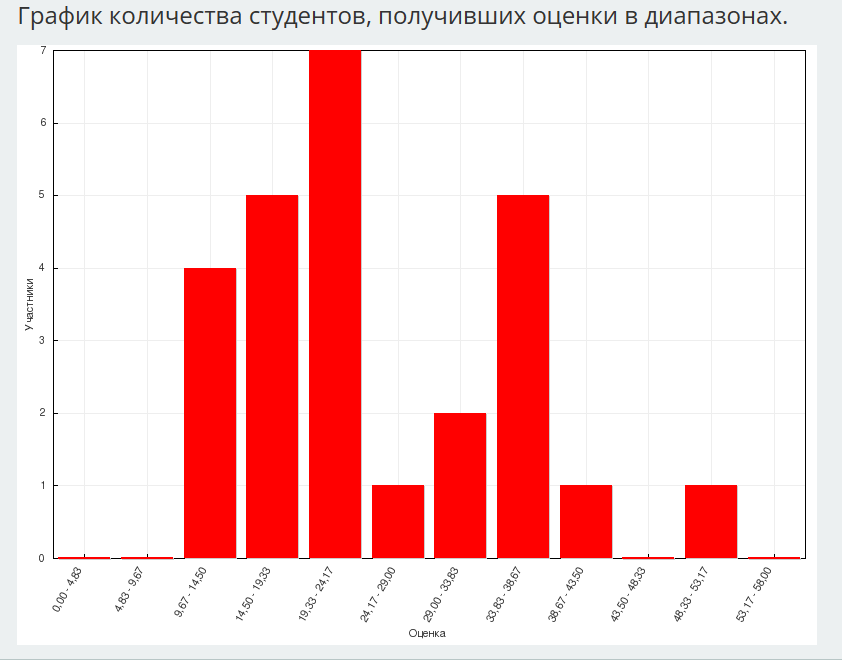 График количества студентов, получивших оценки в диапазонах.
7
6
5
4
3
2
1
0
Участники
0.00 - 4.83
4.83 - 9.67
9.67 - 14.50
14.50 - 19.33
19.33 - 24.17
24.17 - 29.00
29.00 - 33.83
33.83 - 38.67
38.67 - 43.50
43.50 - 48.33
48.33 - 53.17
53.17 - 58.00
Оценка